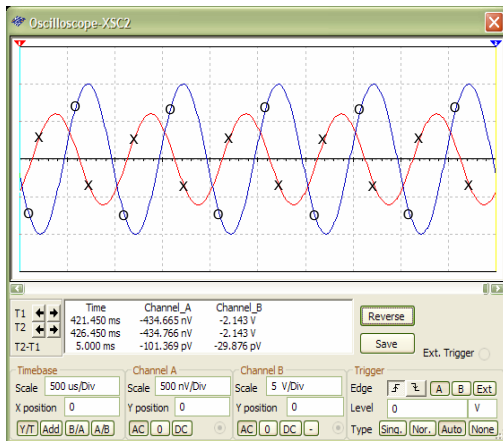 Oscilloscope-XSC2
1 2
T1
T2
T2-T1
Time Channel_A Channel_B
421.450 ms -434.665 nV -2.143 V
426.450 ms -434.766 nV -2.143 V
5.000 ms -101.369 pV -29.876 pV
Reverse
Save
Ext. Trigger
Timebase
Scale 500 us/Div
X position 0
Y/T Add B/A A/B
Channel A
Scale 500 nV/Div
Y position 0
AC 0 DC
Channel B
Scale 5 V/Div
Y position 0
AC 0 DC -
Trigger
Edge A B Ext
Level 0 V
Type Sing. Nor. Auto None